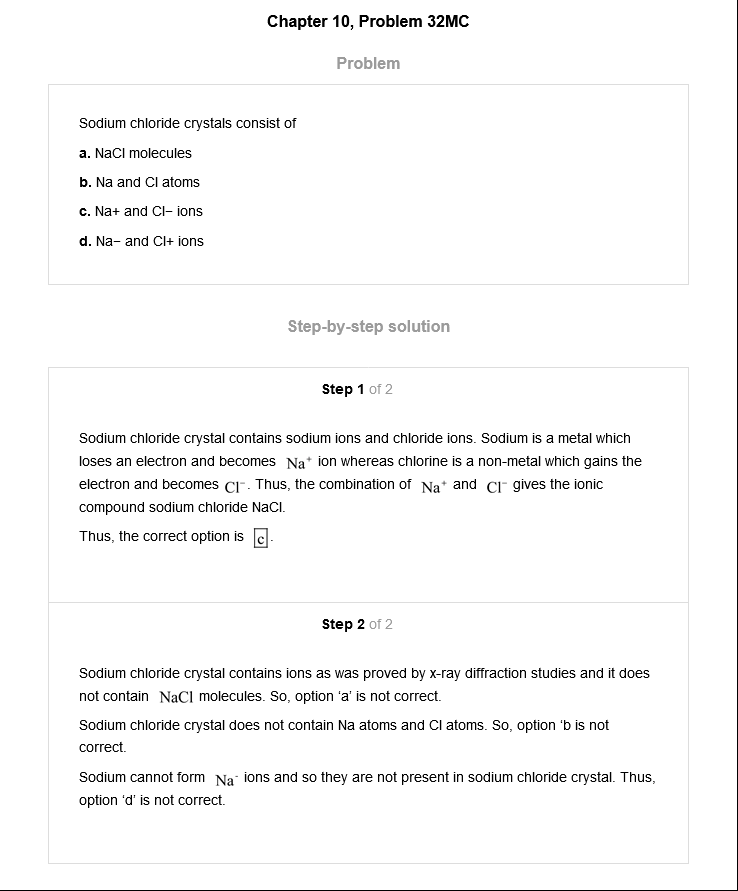 Chapter 10, Problem 32MC
Problem
Sodium chloride crystals consist of
a. NaCl molecules
b. Na and Cl atoms
c. Na+ and Cl− ions
d. Na− and Cl+ ions
Step-by-step solution
Step 1 of 2
Sodium chloride crystal contains sodium ions and chloride ions. Sodium is a metal which
loses an electron and becomes Na⁺ ion whereas chlorine is a non-metal which gains the
electron and becomes Cl⁻. Thus, the combination of Na⁺ and Cl⁻ gives the ionic
compound sodium chloride NaCl.
Thus, the correct option is c.
Step 2 of 2
Sodium chloride crystal contains ions as was proved by x-ray diffraction studies and it does
not contain NaCl molecules. So, option ‘a’ is not correct.
Sodium chloride crystal does not contain Na atoms and Cl atoms. So, option ‘b is not
correct.
Sodium cannot form Na⁻ ions and so they are not present in sodium chloride crystal. Thus,
option ‘d’ is not correct.